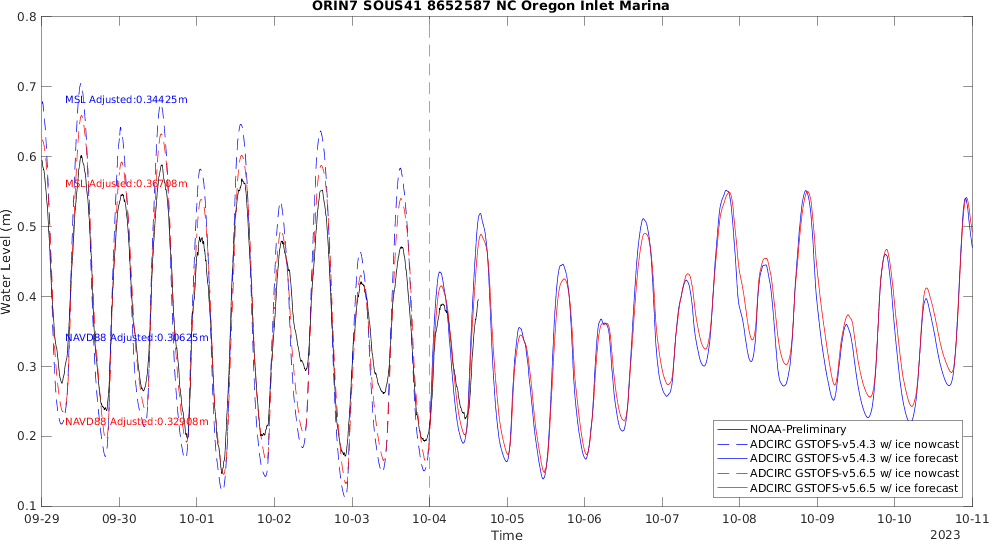 ORIN7 SOUS41 8652587 NC Oregon Inlet Marina
0.8
0.7
0.6
0.5
0.4
0.3
0.2
0.1
Water Level (m)
MSL Adjusted:0.34425m
MSL Adjusted:0.36708m
NAVD88 Adjusted:0.30625m
NAVD88 Adjusted:0.32908m
NOAA-Preliminary
ADCIRC GSTOFS-v5.4.3 w/ ice nowcast
ADCIRC GSTOFS-v5.4.3 w/ ice forecast
ADCIRC GSTOFS-v5.6.5 w/ ice nowcast
ADCIRC GSTOFS-v5.6.5 w/ ice forecast
09-29 09-30 10-01 10-02 10-03 10-04 10-05 10-06 10-07 10-08 10-09 10-10 10-11
Time
2023